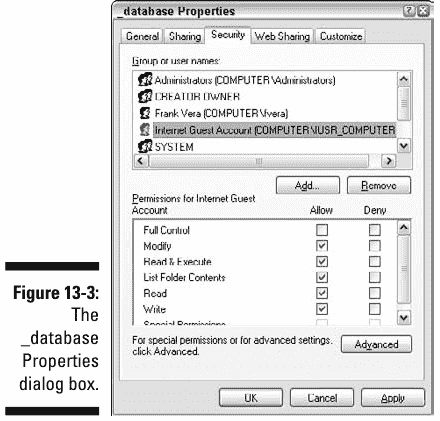 _database Properties
General Sharing Security Web Sharing Customize
Group or user names:
Administrators (COMPUTER\Administrators)
CREATOR OWNER
Frank Vera (COMPUTER\fvera)
Internet Guest Account (COMPUTER\IUSR_COMPUTER
SYSTEM
Add... Remove
Permissions for Internet Guest
Account Allow Deny
Full Control
Modify
Read & Execute
List Folder Contents
Read
Write
Special Permissions
For special permissions or for advanced settings,
click Advanced.
Advanced
OK Cancel Apply
Figure 13-3:
The
_database
Properties
dialog box.